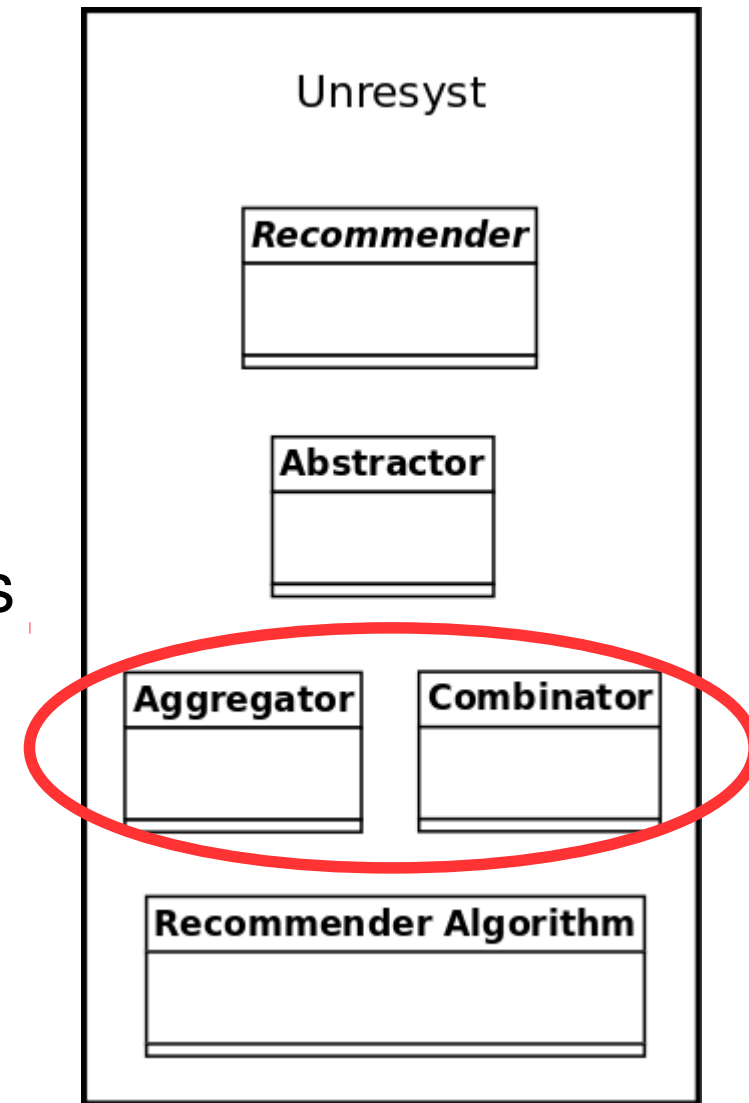 Unresyst
Recommender
Abstractor
s
Aggregator Combinator
Recommender Algorithm